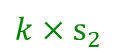 k × s₂